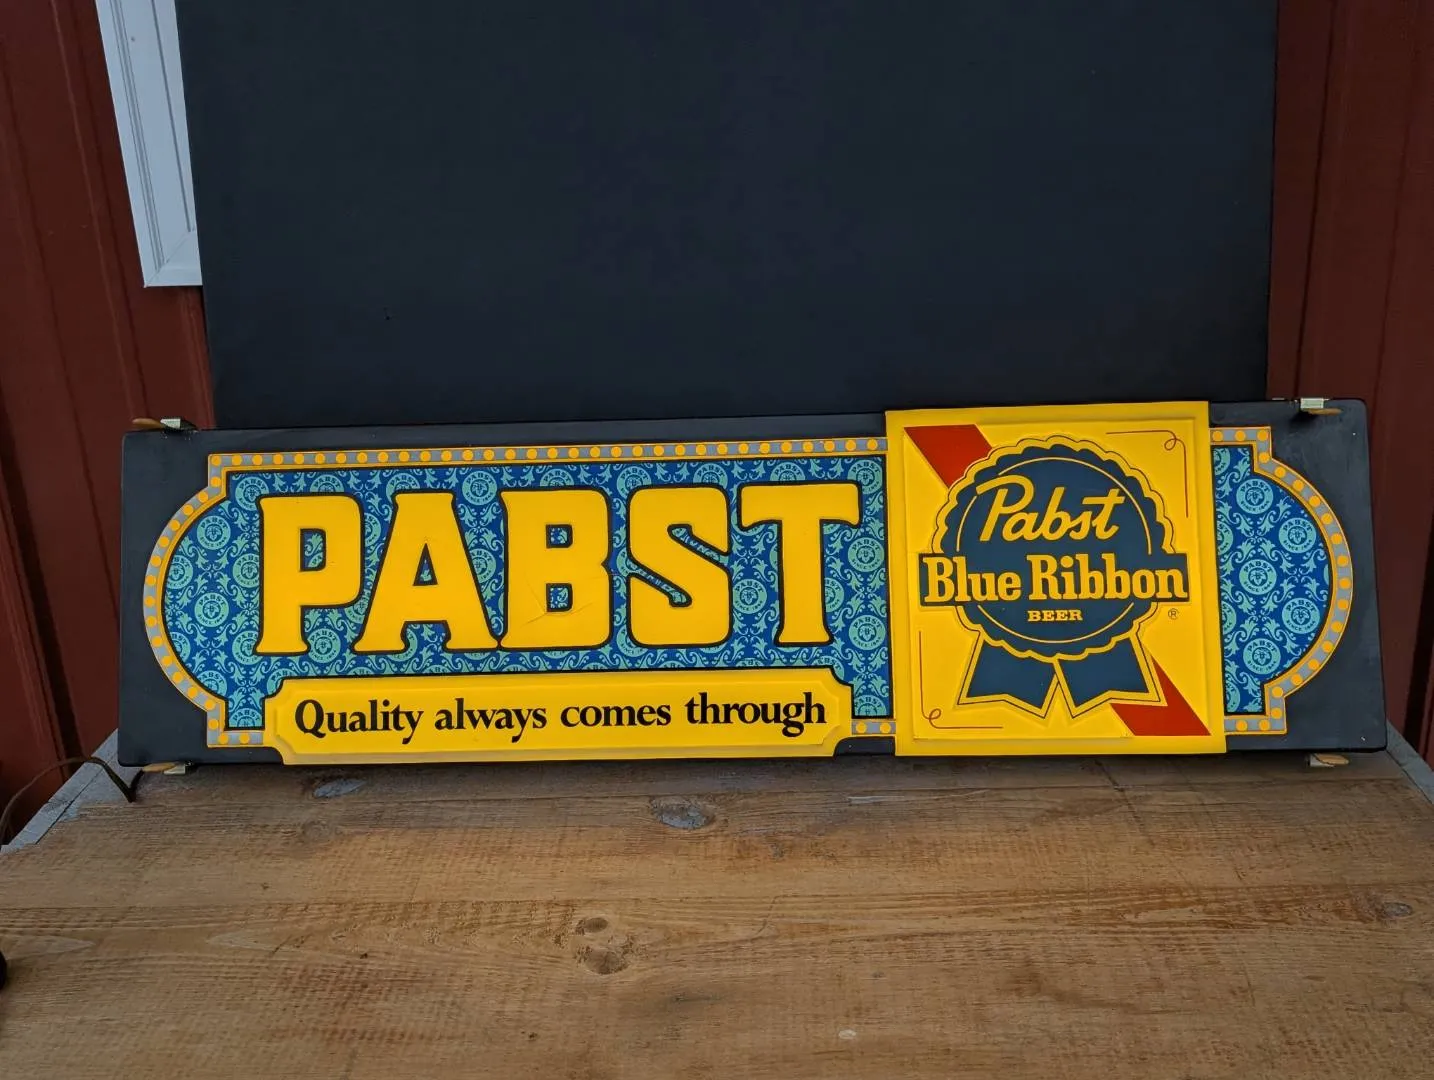 PABST
Quality always comes through
Pabst
Blue Ribbon
BEER
®